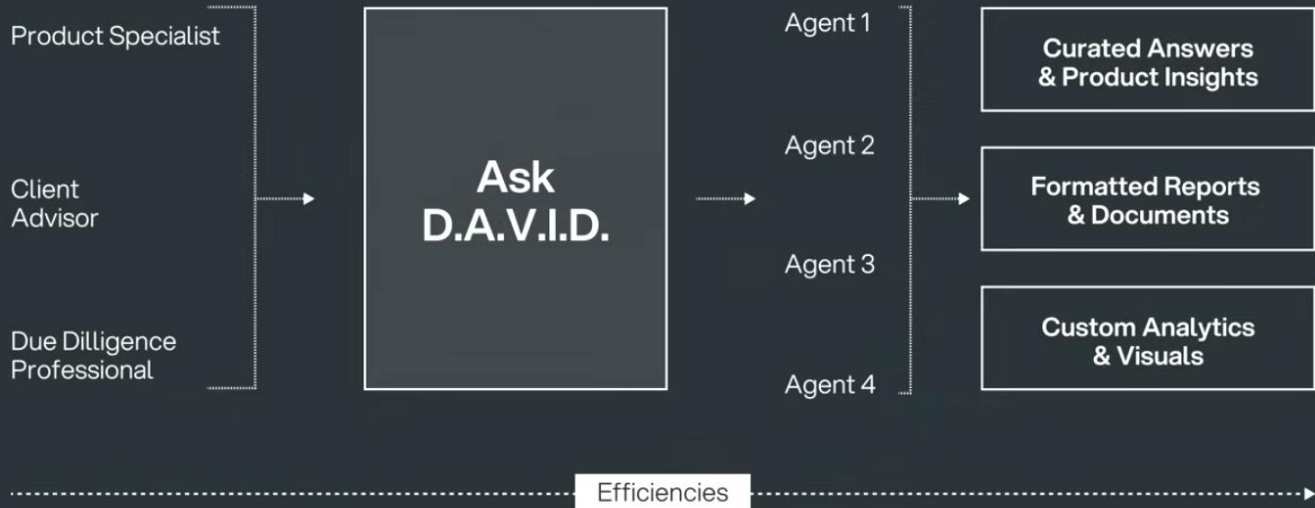 Product Specialist
Client
Advisor
Due Dilligence
Professional
Ask
D.A.V.I.D.
Agent 1
Agent 2
Agent 3
Agent 4
Curated Answers
& Product Insights
Formatted Reports
& Documents
Custom Analytics
& Visuals
Efficiencies